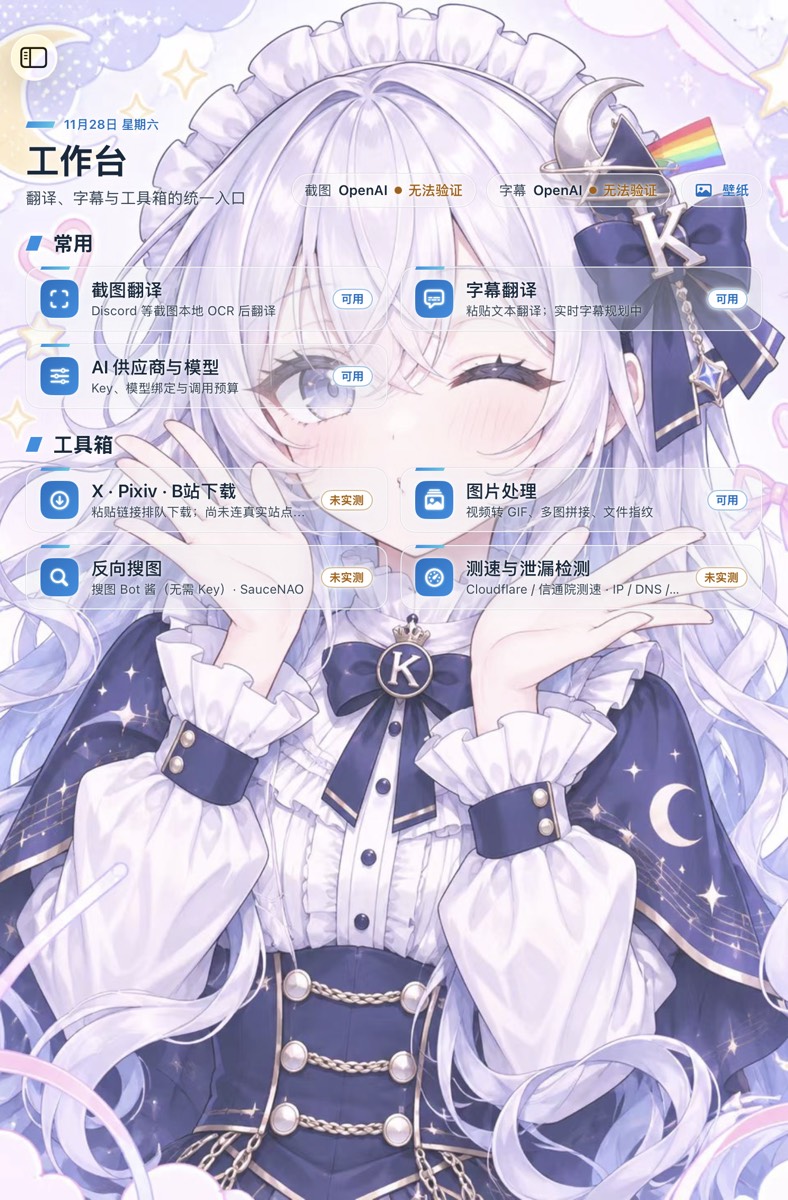 11月28日 星期六
工作台
翻译、字幕与工具箱的统一入口
截图 OpenAI 无法验证
字幕 OpenAI 无法验证
壁纸
K
常用
截图翻译
Discord 等截图本地 OCR 后翻译
可用
字幕翻译
粘贴文本翻译；实时字幕规划中
可用
AI 供应商与模型
Key、模型绑定与调用预算
可用
工具箱
X · Pixiv · B站下载
粘贴链接排队下载；尚未连真实站点…
未实测
图片处理
视频转 GIF、多图拼接、文件指纹
可用
反向搜图
搜图 Bot 酱（无需 Key）· SauceNAO
未实测
测速与泄漏检测
Cloudflare / 信通院测速 · IP / DNS /…
未实测
K